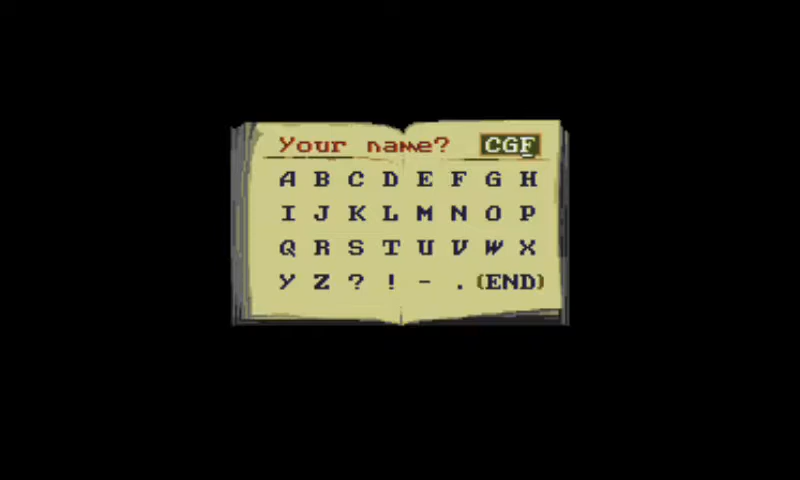 Your name? CGF
A B C D E F G H
I J K L M N O P
Q R S T U V W X
Y Z ? ! - . (END)